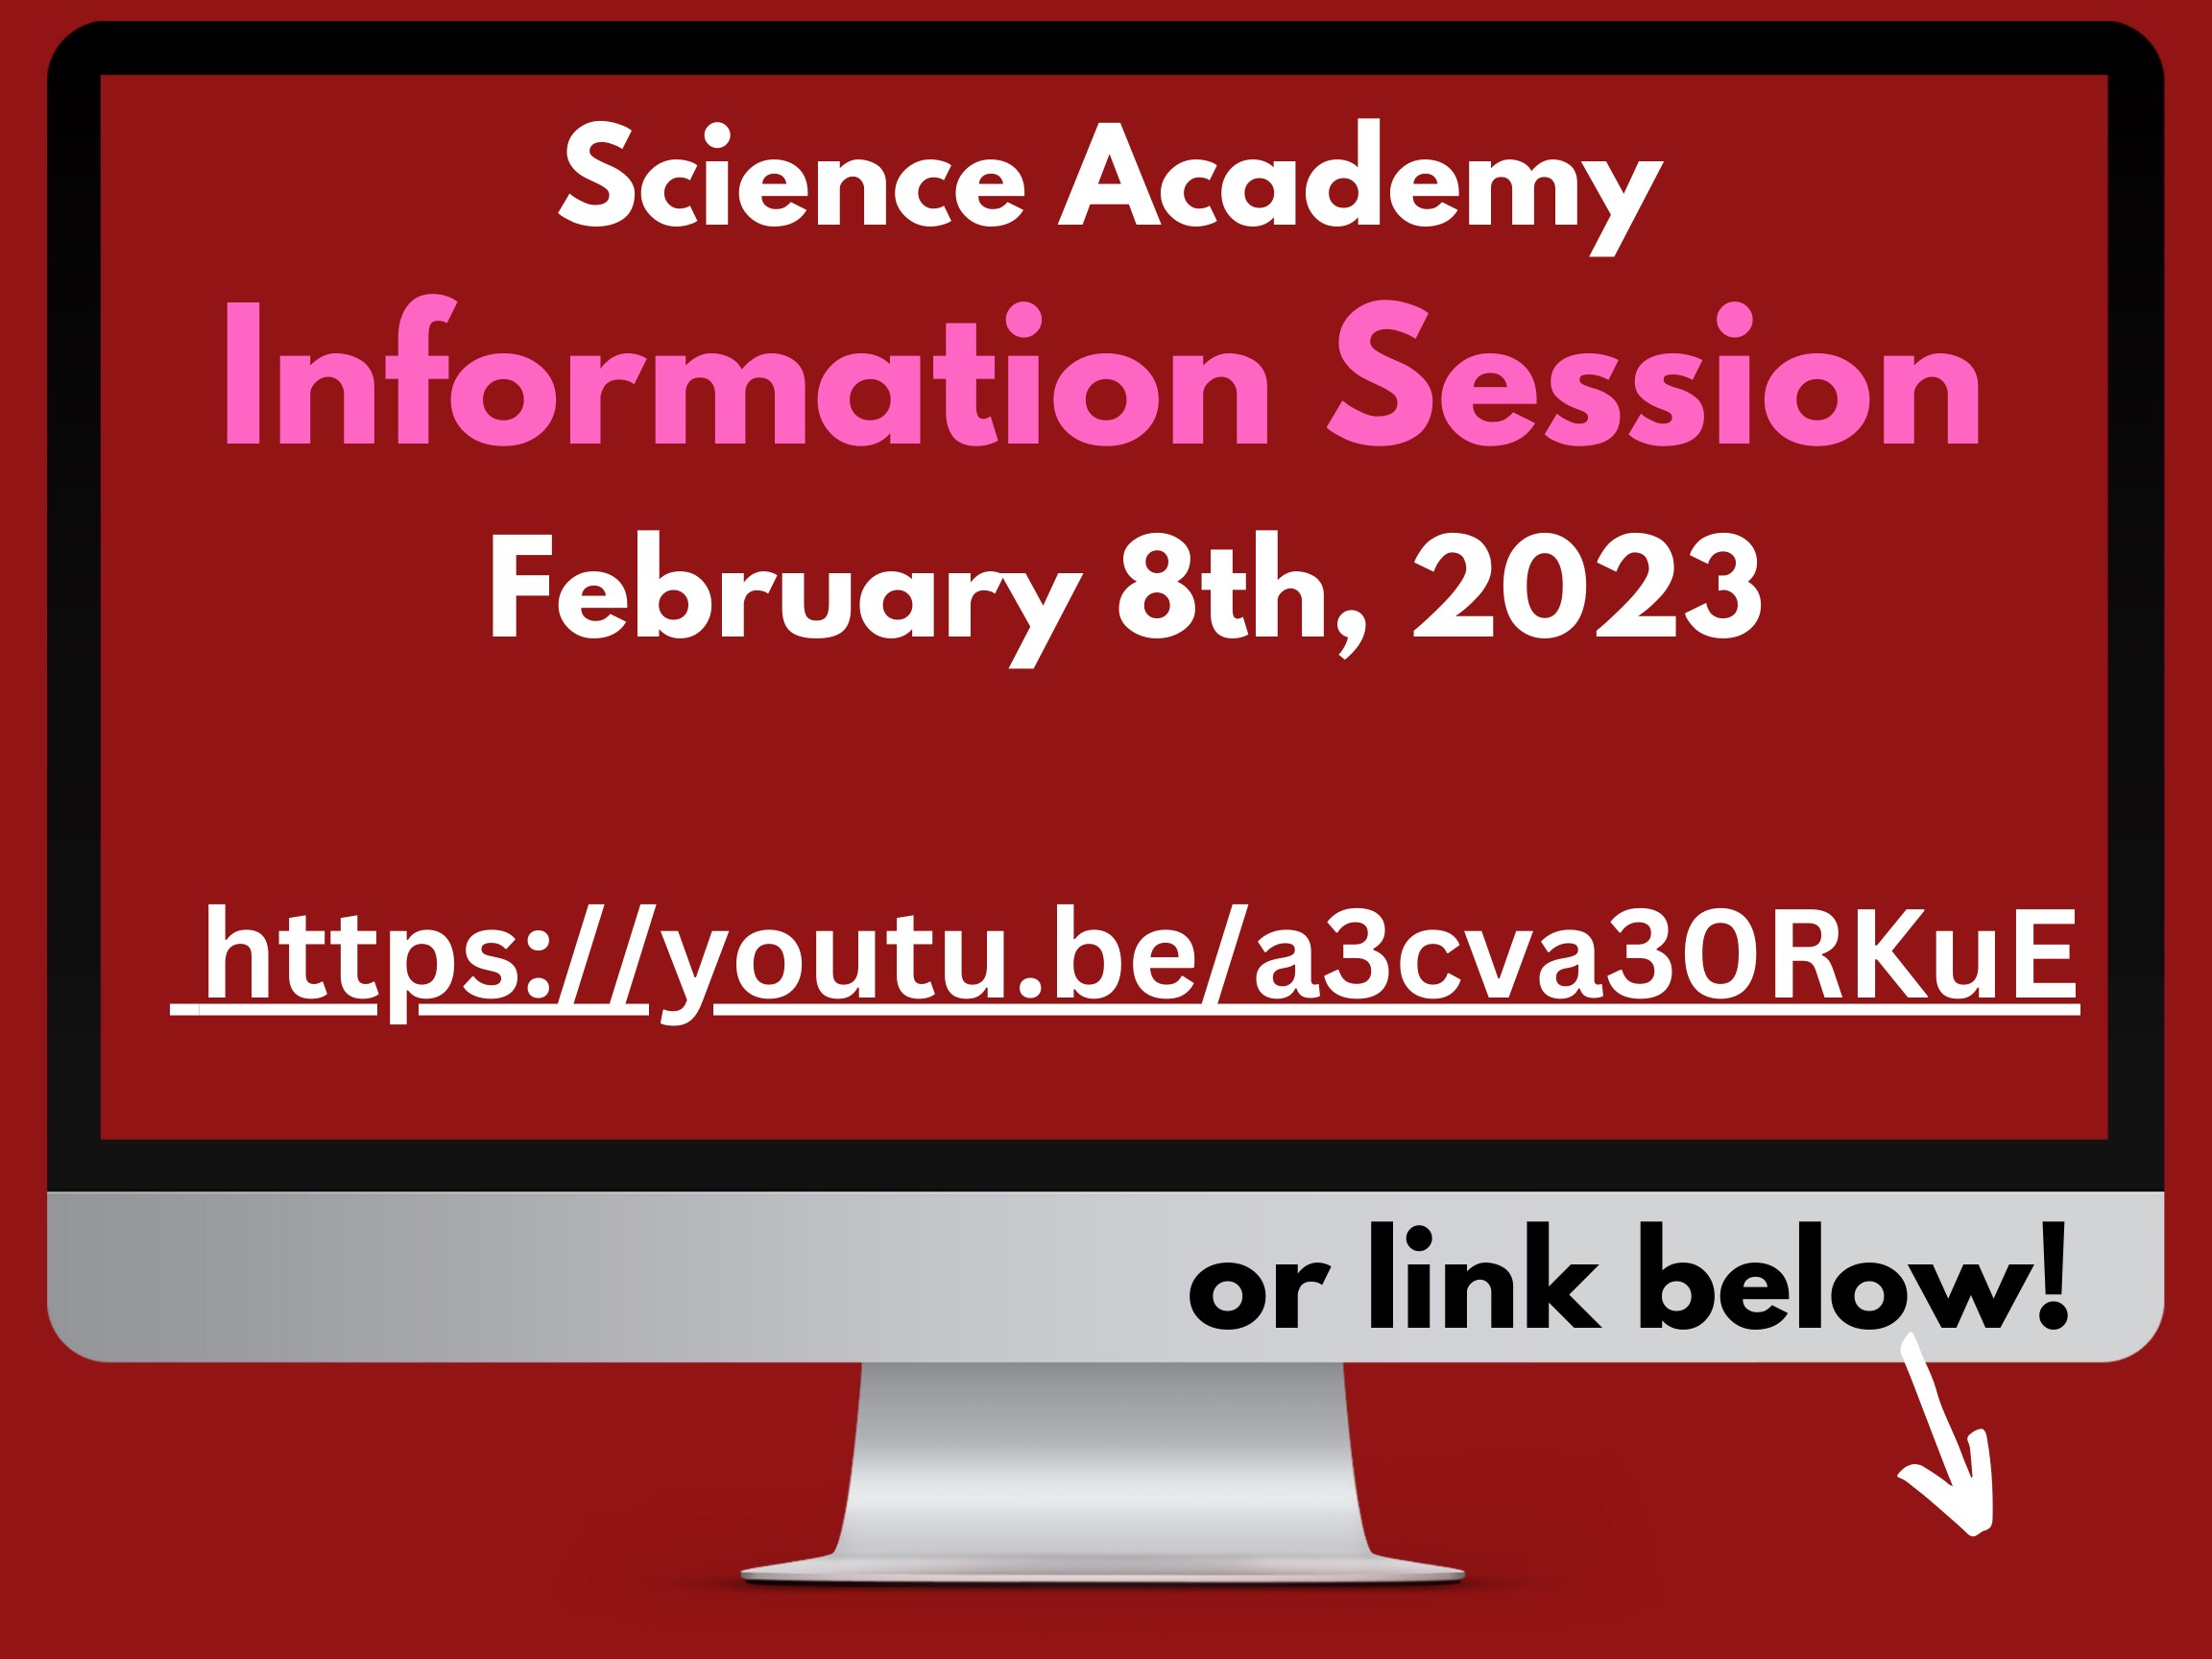 Science Academy
Information Session
February 8th, 2023
https://youtu.be/a3cva30RKuE
or link below!